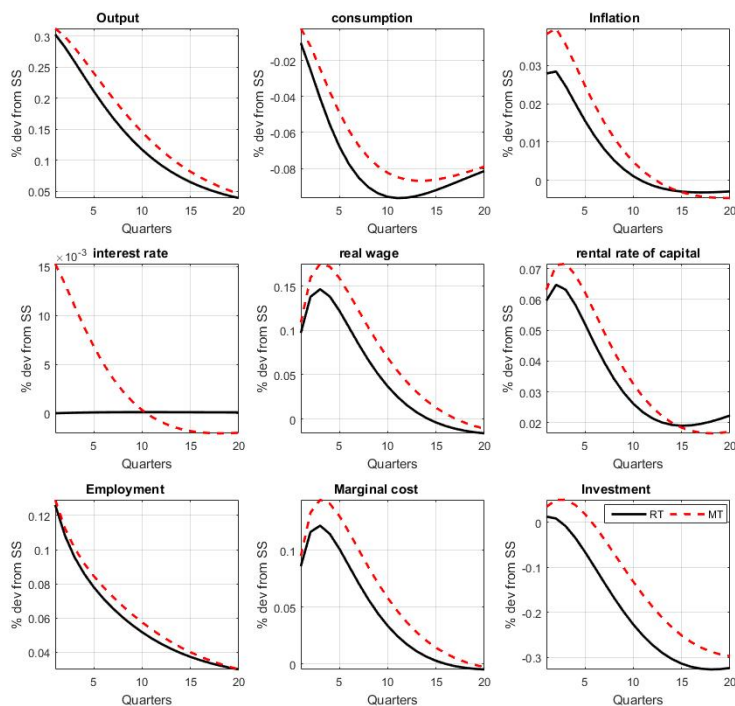 Output
% dev from SS
0.3
0.25
0.2
0.15
0.1
0.05
5 10 15 20
Quarters
consumption
% dev from SS
-0.02
-0.04
-0.06
-0.08
5 10 15 20
Quarters
Inflation
% dev from SS
0.03
0.02
0.01
0
5 10 15 20
Quarters
× 10⁻³
interest rate
% dev from SS
15
10
5
0
5 10 15 20
Quarters
real wage
% dev from SS
0.15
0.1
0.05
0
5 10 15 20
Quarters
rental rate of capital
% dev from SS
0.07
0.06
0.05
0.04
0.03
0.02
5 10 15 20
Quarters
Employment
% dev from SS
0.12
0.1
0.08
0.06
0.04
5 10 15 20
Quarters
Marginal cost
% dev from SS
0.1
0.05
0
5 10 15 20
Quarters
Investment
RT MT
% dev from SS
0
-0.1
-0.2
-0.3
5 10 15 20
Quarters